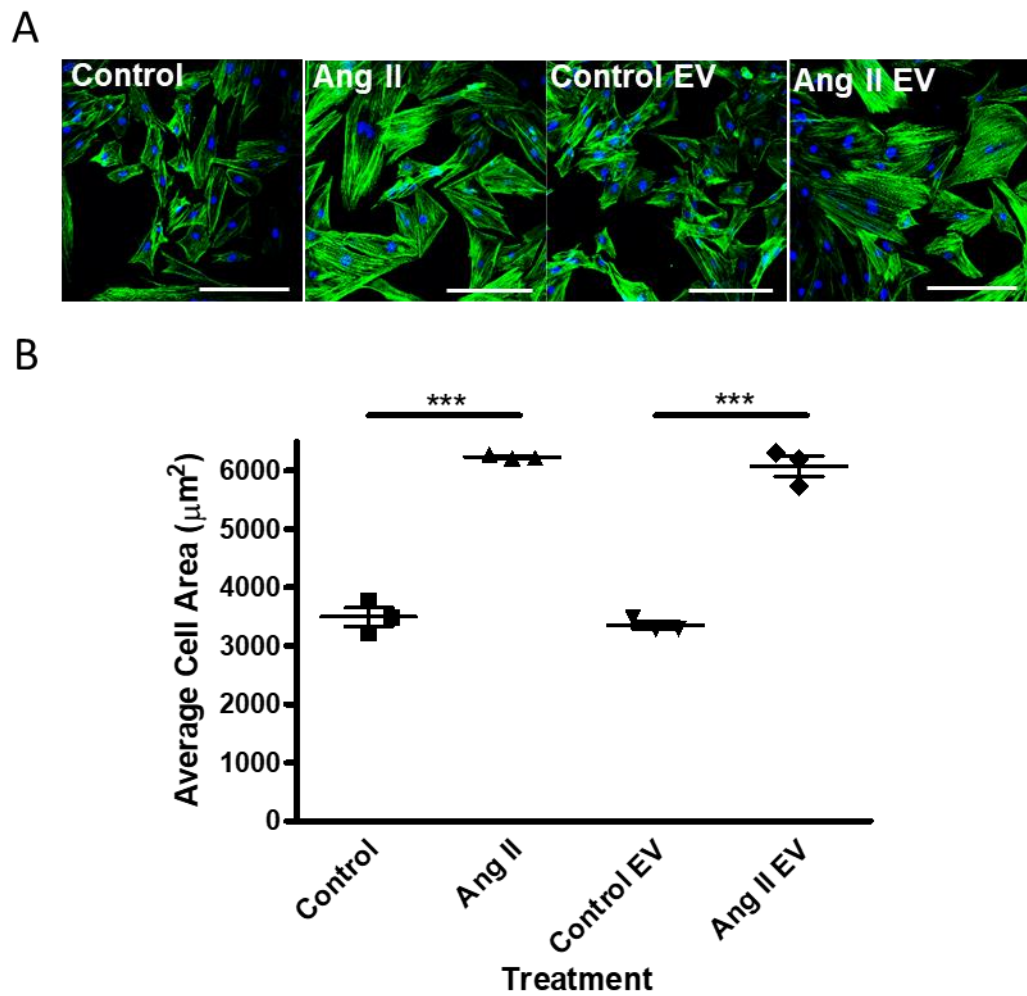 A
Control Ang II Control EV Ang II EV
B
*** ***
Average Cell Area (μm²)
6000
5000
4000
3000
2000
1000
0
Control Ang II Control EV Ang II EV
Treatment